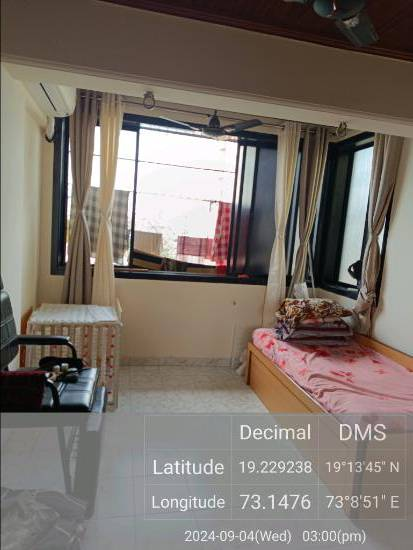 Decimal DMS
Latitude 19.229238 19°13'45" N
Longitude 73.1476 73°8'51" E
2024-09-04(Wed) 03:00(pm)